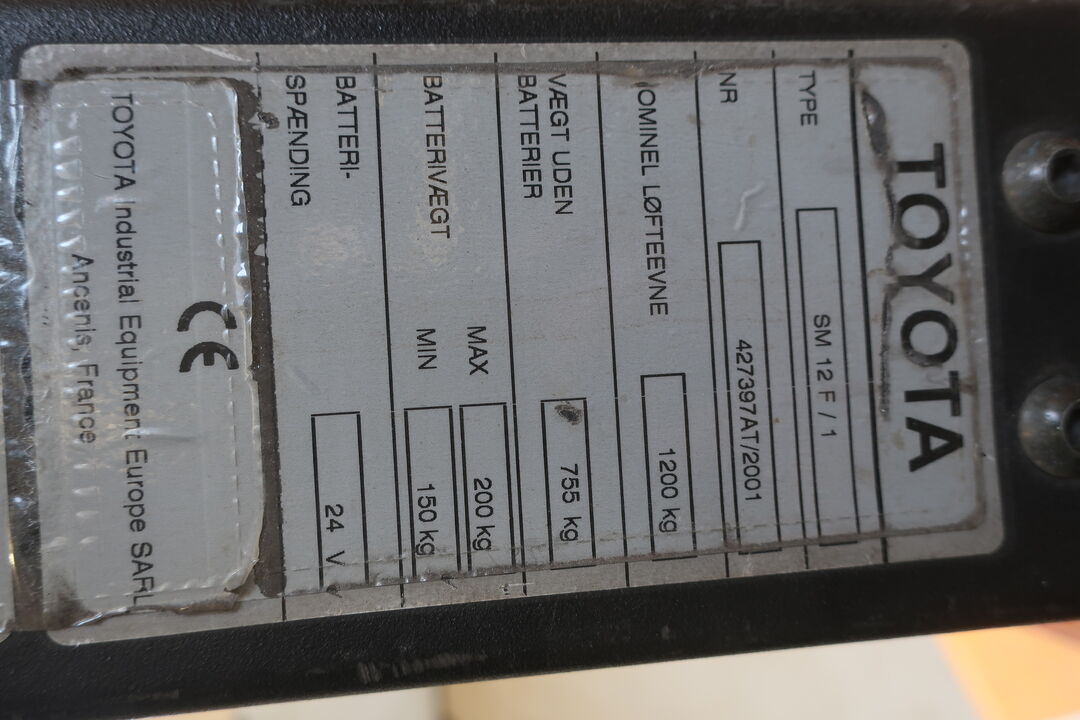 TOYOTA
TYPE SM 12 F / 1
NR 427397AT/2001
OMINEL LØFTEEVNE 1200 kg
VÆGT UDEN
BATTERIER 755 kg
BATTERIVÆGT MAX 200 kg
MIN 150 kg
BATTERI-
SPÆNDING 24 V
CE
TOYOTA Industrial Equipment Europe SARL
Ancenis, France